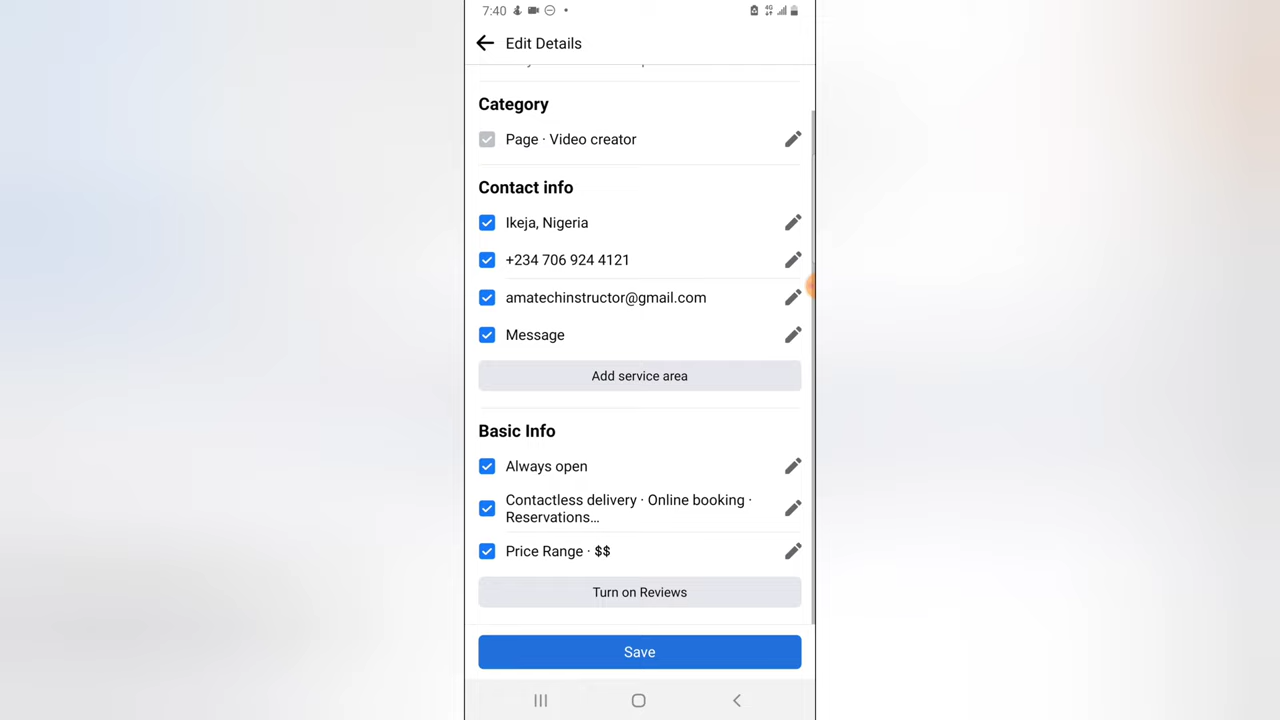 7:40
Edit Details
Category
Page · Video creator
Contact info
Ikeja, Nigeria
+234 706 924 4121
amatechinstructor@gmail.com
Message
Add service area
Basic Info
Always open
Contactless delivery · Online booking ·
Reservations...
Price Range · $$
Turn on Reviews
Save